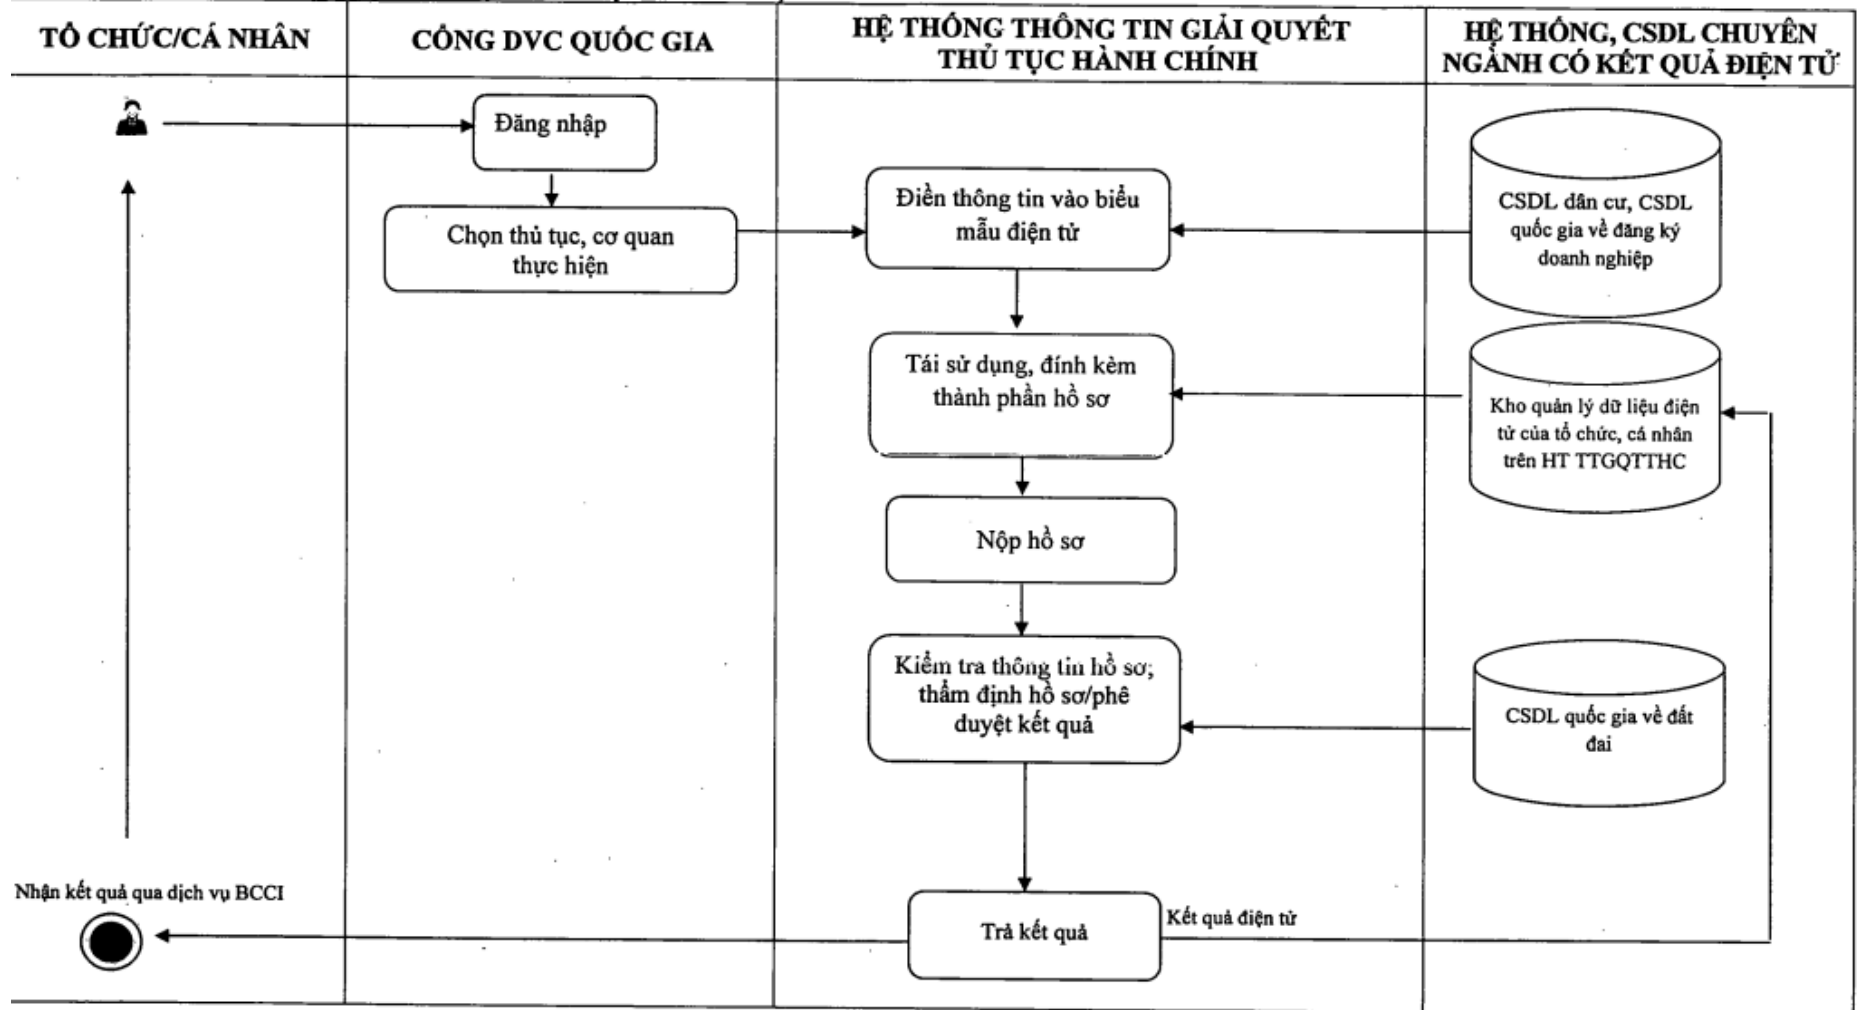 TỔ CHỨC/CÁ NHÂN
CỔNG DVC QUỐC GIA
HỆ THỐNG THÔNG TIN GIẢI QUYẾT
THỦ TỤC HÀNH CHÍNH
HỆ THỐNG, CSDL CHUYÊN
NGÀNH CÓ KẾT QUẢ ĐIỆN TỬ
Đăng nhập
Chọn thủ tục, cơ quan
thực hiện
Điền thông tin vào biểu
mẫu điện tử
CSDL dân cư, CSDL
quốc gia về đăng ký
doanh nghiệp
Tái sử dụng, đính kèm
thành phần hồ sơ
Kho quản lý dữ liệu điện
tử của tổ chức, cá nhân
trên HT TTGQTTHC
Nộp hồ sơ
Kiểm tra thông tin hồ sơ;
thẩm định hồ sơ/phê
duyệt kết quả
CSDL quốc gia về đất
đai
Nhận kết quả qua dịch vụ BCCI
Trả kết quả
Kết quả điện tử